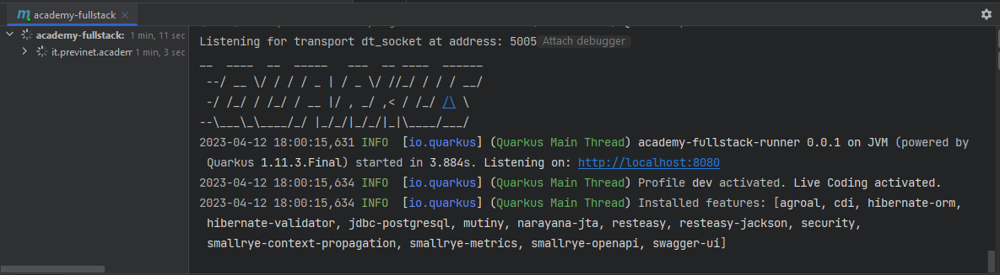 academy-fullstack
academy-fullstack: 1 min, 11 sec
it.previnet.academ 1 min, 3 sec
Listening for transport dt_socket at address: 5005 Attach debugger
__  ____  __  _____   ___  __ ____  ______
 --/ __ \/ / / / _ | / _ \/ //_/ / / / __/
 -/ /_/ / /_/ / __ |/ , _/ ,< / /_/ /\ \
--\___\_\____/_/ |_/_/|_/_/|_|\____/___/
2023-04-12 18:00:15,631 INFO  [io.quarkus] (Quarkus Main Thread) academy-fullstack-runner 0.0.1 on JVM (powered by
Quarkus 1.11.3.Final) started in 3.884s. Listening on: http://localhost:8080
2023-04-12 18:00:15,634 INFO  [io.quarkus] (Quarkus Main Thread) Profile dev activated. Live Coding activated.
2023-04-12 18:00:15,634 INFO  [io.quarkus] (Quarkus Main Thread) Installed features: [agroal, cdi, hibernate-orm,
hibernate-validator, jdbc-postgresql, mutiny, narayana-jta, resteasy, resteasy-jackson, security,
smallrye-context-propagation, smallrye-metrics, smallrye-openapi, swagger-ui]